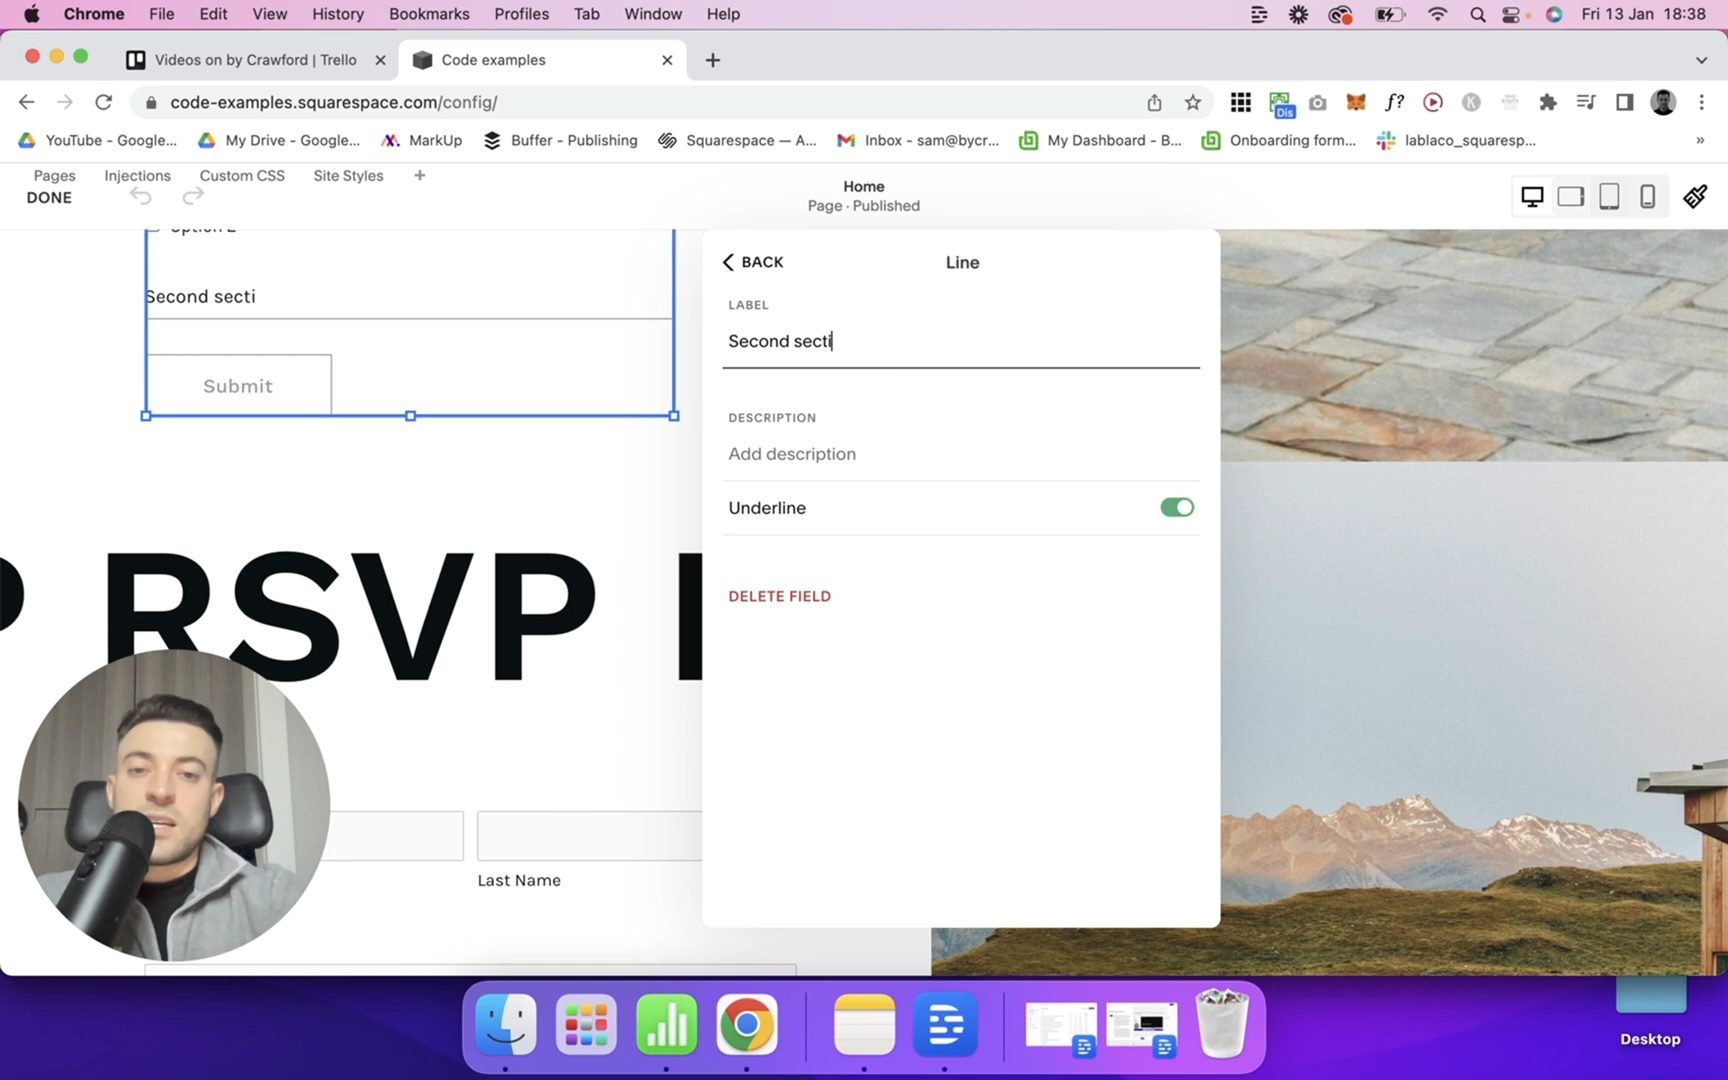 Chrome File Edit View History Bookmarks Profiles Tab Window Help Fri 13 Jan 18:38
Videos on by Crawford | Trello Code examples
code-examples.squarespace.com/config/ Dis f? K
YouTube - Google... My Drive - Google... MarkUp Buffer - Publishing Squarespace — A... Inbox - sam@bycr... My Dashboard - B... Onboarding form... lablaco_squaresp... »
Pages Injections Custom CSS Site Styles +
DONE
Home
Page · Published
Option 2
BACK
Line
Second secti
LABEL
Second secti
Submit
DESCRIPTION
Add description
Underline
P RSVP
DELETE FIELD
Last Name
Desktop